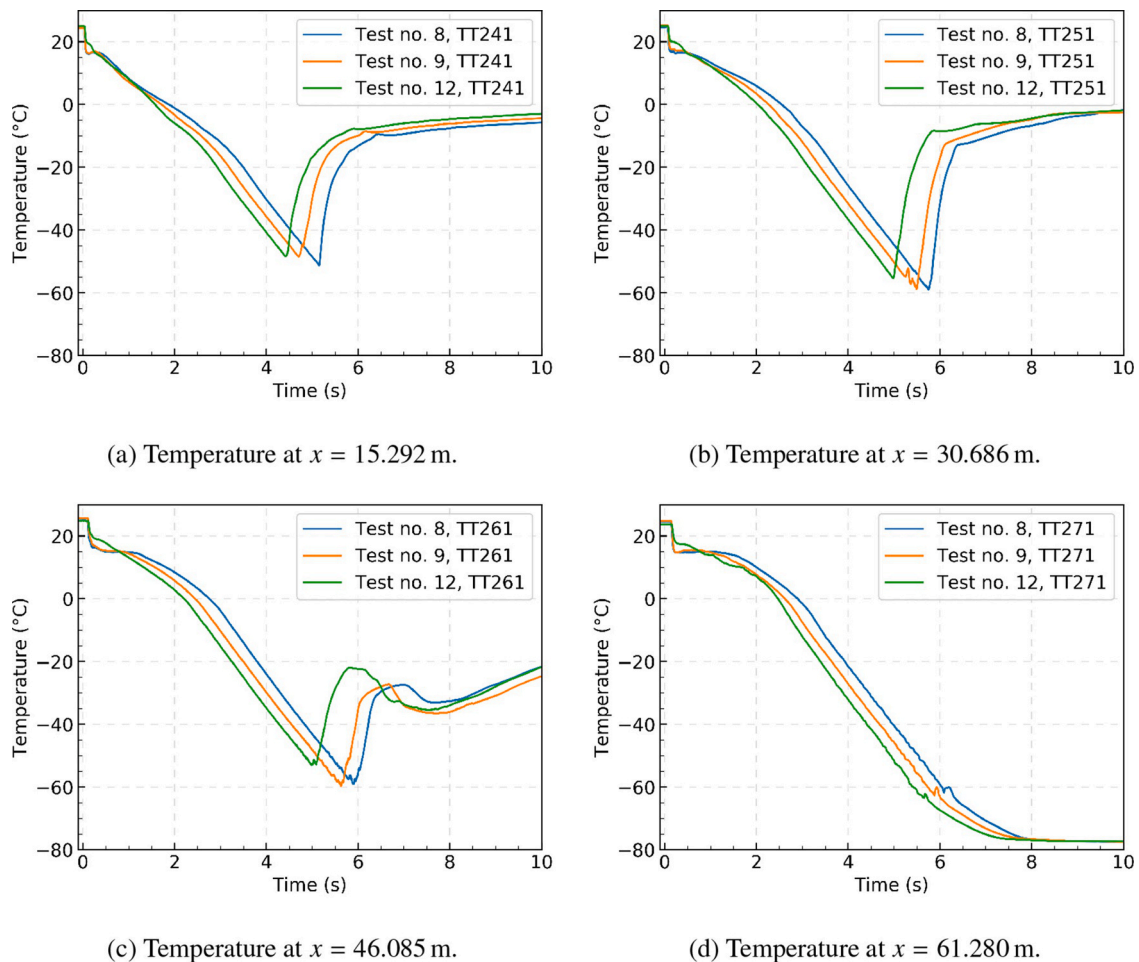 Test no. 8, TT241
Test no. 9, TT241
Test no. 12, TT241
Temperature (°C)
20
0
−20
−40
−60
−80
0 2 4 6 8 10
Time (s)
(a) Temperature at x = 15.292 m.
Test no. 8, TT251
Test no. 9, TT251
Test no. 12, TT251
Temperature (°C)
20
0
−20
−40
−60
−80
0 2 4 6 8 10
Time (s)
(b) Temperature at x = 30.686 m.
Test no. 8, TT261
Test no. 9, TT261
Test no. 12, TT261
Temperature (°C)
20
0
−20
−40
−60
−80
0 2 4 6 8 10
Time (s)
(c) Temperature at x = 46.085 m.
Test no. 8, TT271
Test no. 9, TT271
Test no. 12, TT271
Temperature (°C)
20
0
−20
−40
−60
−80
0 2 4 6 8 10
Time (s)
(d) Temperature at x = 61.280 m.